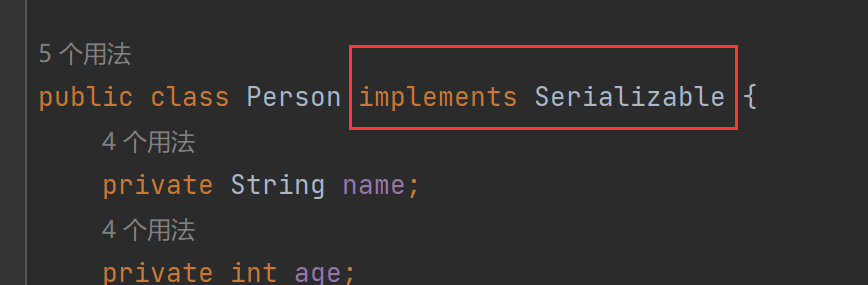 5 个用法
public class Person implements Serializable {
4 个用法
private String name;
4 个用法
private int age;